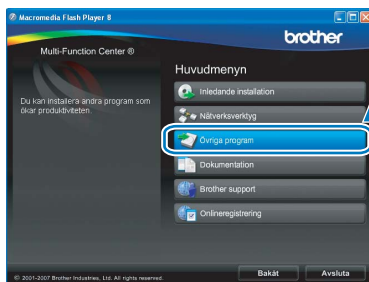 Macromedia Flash Player 8
brother
Multi-Function Center ®
Huvudmenyn
Du kan installera andra program som
ökar produktiviteten.
Inledande installation
Nätverksverktyg
Övriga program
Dokumentation
Brother support
Onlineregistrering
© 2001-2007 Brother Industries, Ltd. All rights reserved.
Bakåt
Avsluta